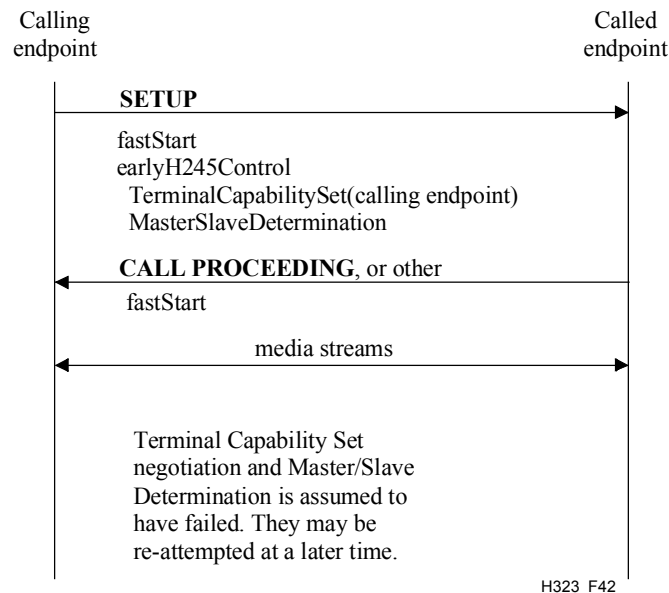 Calling
endpoint
Called
endpoint
SETUP
fastStart
earlyH245Control
TerminalCapabilitySet(calling endpoint)
MasterSlaveDetermination
CALL PROCEEDING, or other
fastStart
media streams
Terminal Capability Set
negotiation and Master/Slave
Determination is assumed to
have failed. They may be
re-attempted at a later time.
H323_F42